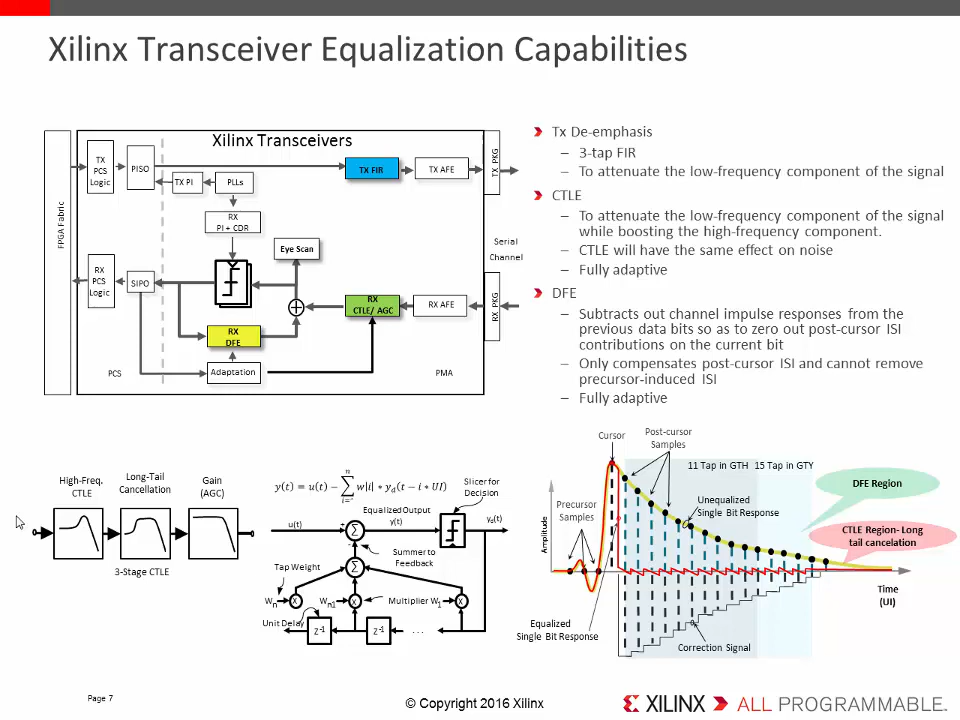 Xilinx Transceiver Equalization Capabilities
Xilinx Transceivers
FPGA Fabric
TX
PCS
Logic
PISO
TX PI
PLLs
TX FIR
TX AFE
TX PKG
RX
PI + CDR
Eye Scan
Serial
Channel
RX
PCS
Logic
SIPO
RX
CTLE/ AGC
RX AFE
RX PKG
RX
DFE
Adaptation
PCS
PMA
Tx De-emphasis
– 3-tap FIR
– To attenuate the low-frequency component of the signal
CTLE
– To attenuate the low-frequency component of the signal
while boosting the high-frequency component.
– CTLE will have the same effect on noise
– Fully adaptive
DFE
– Subtracts out channel impulse responses from the
previous data bits so as to zero out post-cursor ISI
contributions on the current bit
– Only compensates post-cursor ISI and cannot remove
precursor-induced ISI
– Fully adaptive
High-Freq.
CTLE
Long-Tail
Cancellation
Gain
(AGC)
3-Stage CTLE
Slicer for
Decision
Equalized Output
y(t)
u(t)
+
-
Σ
y_d(t)
Summer to
Feedback
Σ
Tap Weight
Wn
X
Wn1
X
Multiplier W1
X
Unit Delay
Z-1
Z-1
. . .
Cursor
Post-cursor
Samples
11 Tap in GTH 15 Tap in GTY
Precursor
Samples
Unequalized
Single Bit Response
DFE Region
CTLE Region- Long
tail cancelation
Amplitude
Time
(UI)
Equalized
Single Bit Response
Correction Signal
Page 7
© Copyright 2016 Xilinx
XILINX ALL PROGRAMMABLE